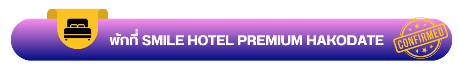 พักที่ SMILE HOTEL PREMIUM HAKODATE
CONFIRMED